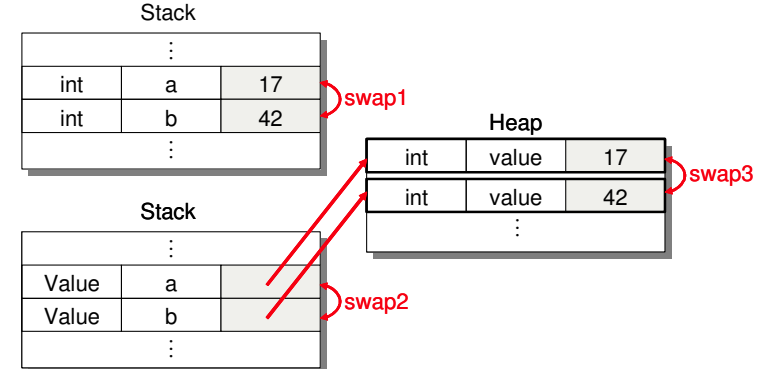 Stack
⋮
int a 17
int b 42
⋮
swap1
Heap
int value 17
int value 42
⋮
swap3
Stack
⋮
Value a
Value b
⋮
swap2